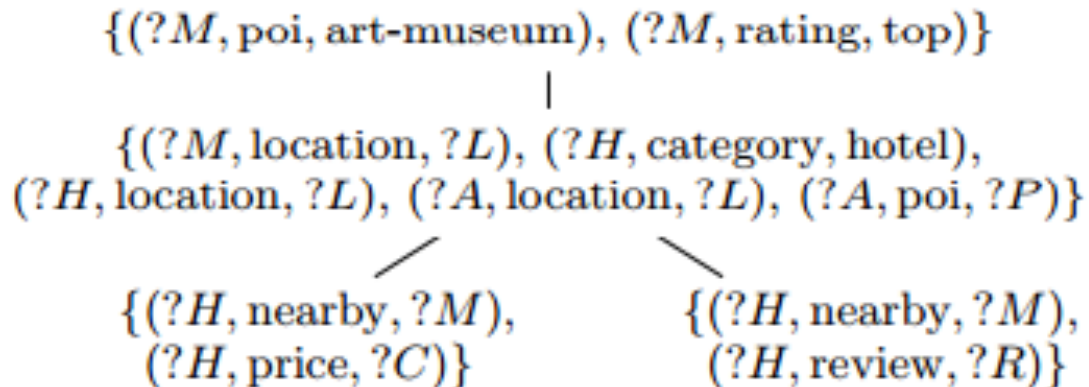 {(?M, poi, art-museum), (?M, rating, top)}
{(?M, location, ?L), (?H, category, hotel),
(?H, location, ?L), (?A, location, ?L), (?A, poi, ?P)}
{(?H, nearby, ?M), {(?H, nearby, ?M),
(?H, price, ?C)} (?H, review, ?R)}